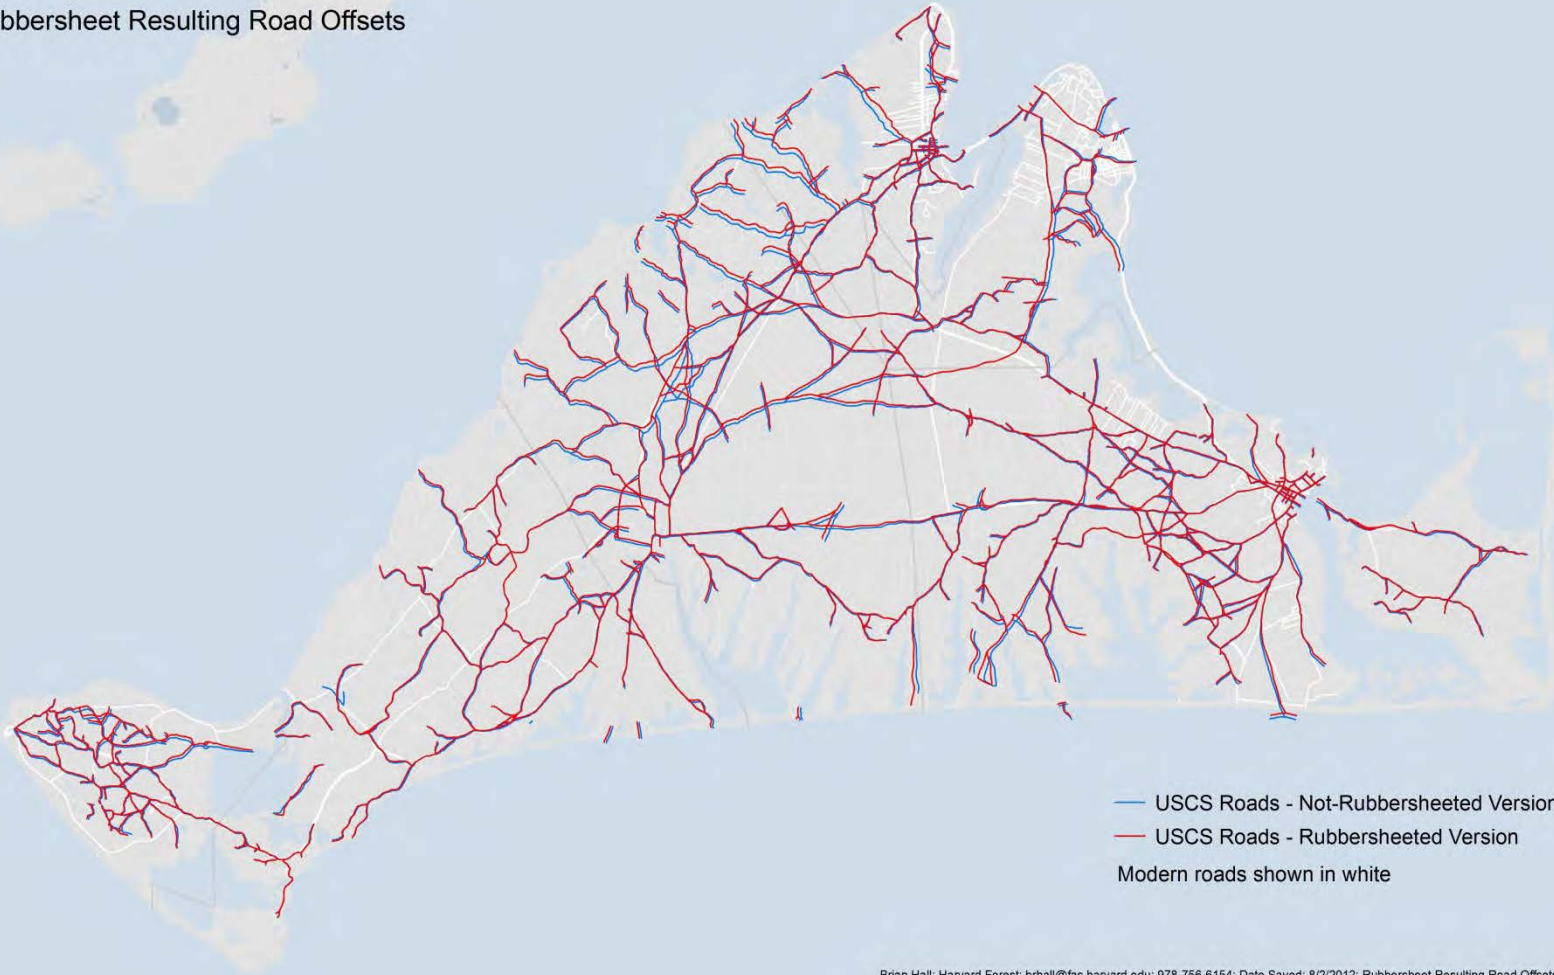 bbersheet Resulting Road Offsets
USCS Roads - Not-Rubbersheeted Version
USCS Roads - Rubbersheeted Version
Modern roads shown in white
Brian Hall; Harvard Forest; brhall@fas.harvard.edu; 978-756-6154; Date Saved: 8/2/2012; Rubbersheet Resulting Road Offsets